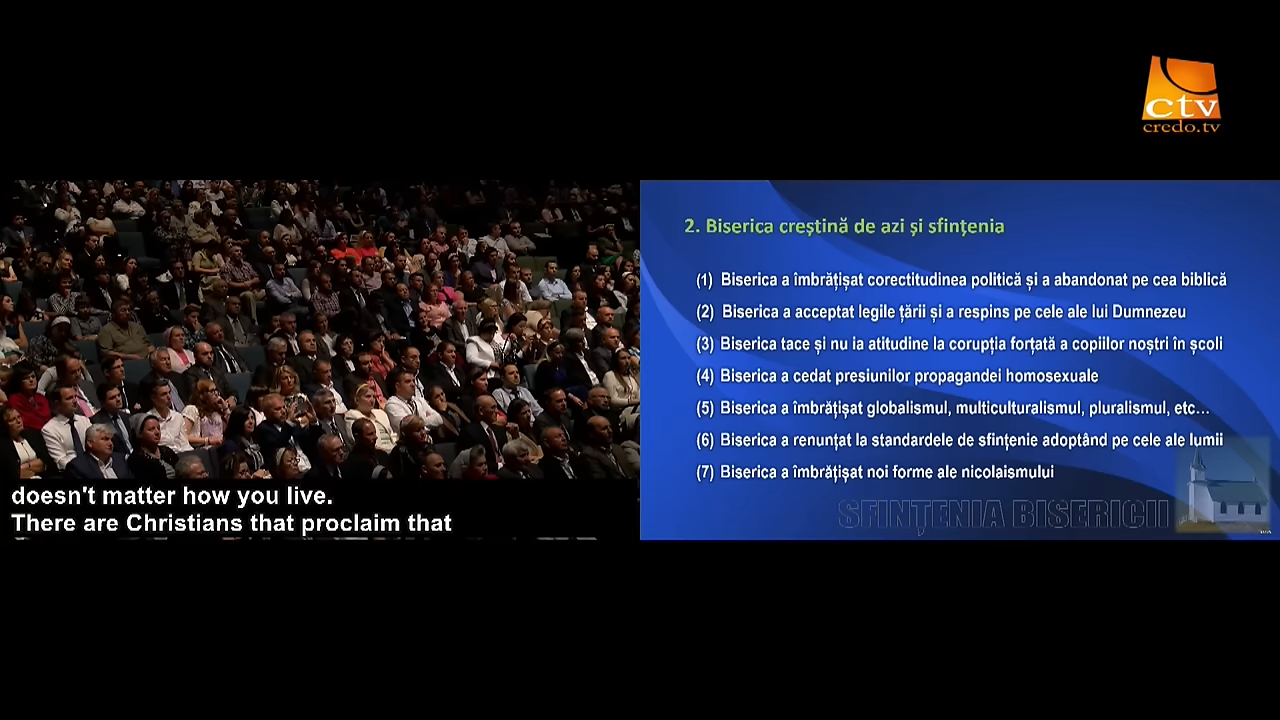 ctv
credo.tv
2. Biserica creștină de azi și sfințenia
(1) Biserica a îmbrățișat corectitudinea politică și a abandonat pe cea biblică
(2) Biserica a acceptat legile țării și a respins pe cele ale lui Dumnezeu
(3) Biserica tace și nu ia atitudine la corupția forțată a copiilor noștri în școli
(4) Biserica a cedat presiunilor propagandei homosexuale
(5) Biserica a îmbrățișat globalismul, multiculturalismul, pluralismul, etc...
(6) Biserica a renunțat la standardele de sfințenie adoptând pe cele ale lumii
(7) Biserica a îmbrățișat noi forme ale nicolaismului
SFINȚENIA BISERICII
doesn't matter how you live.
There are Christians that proclaim that